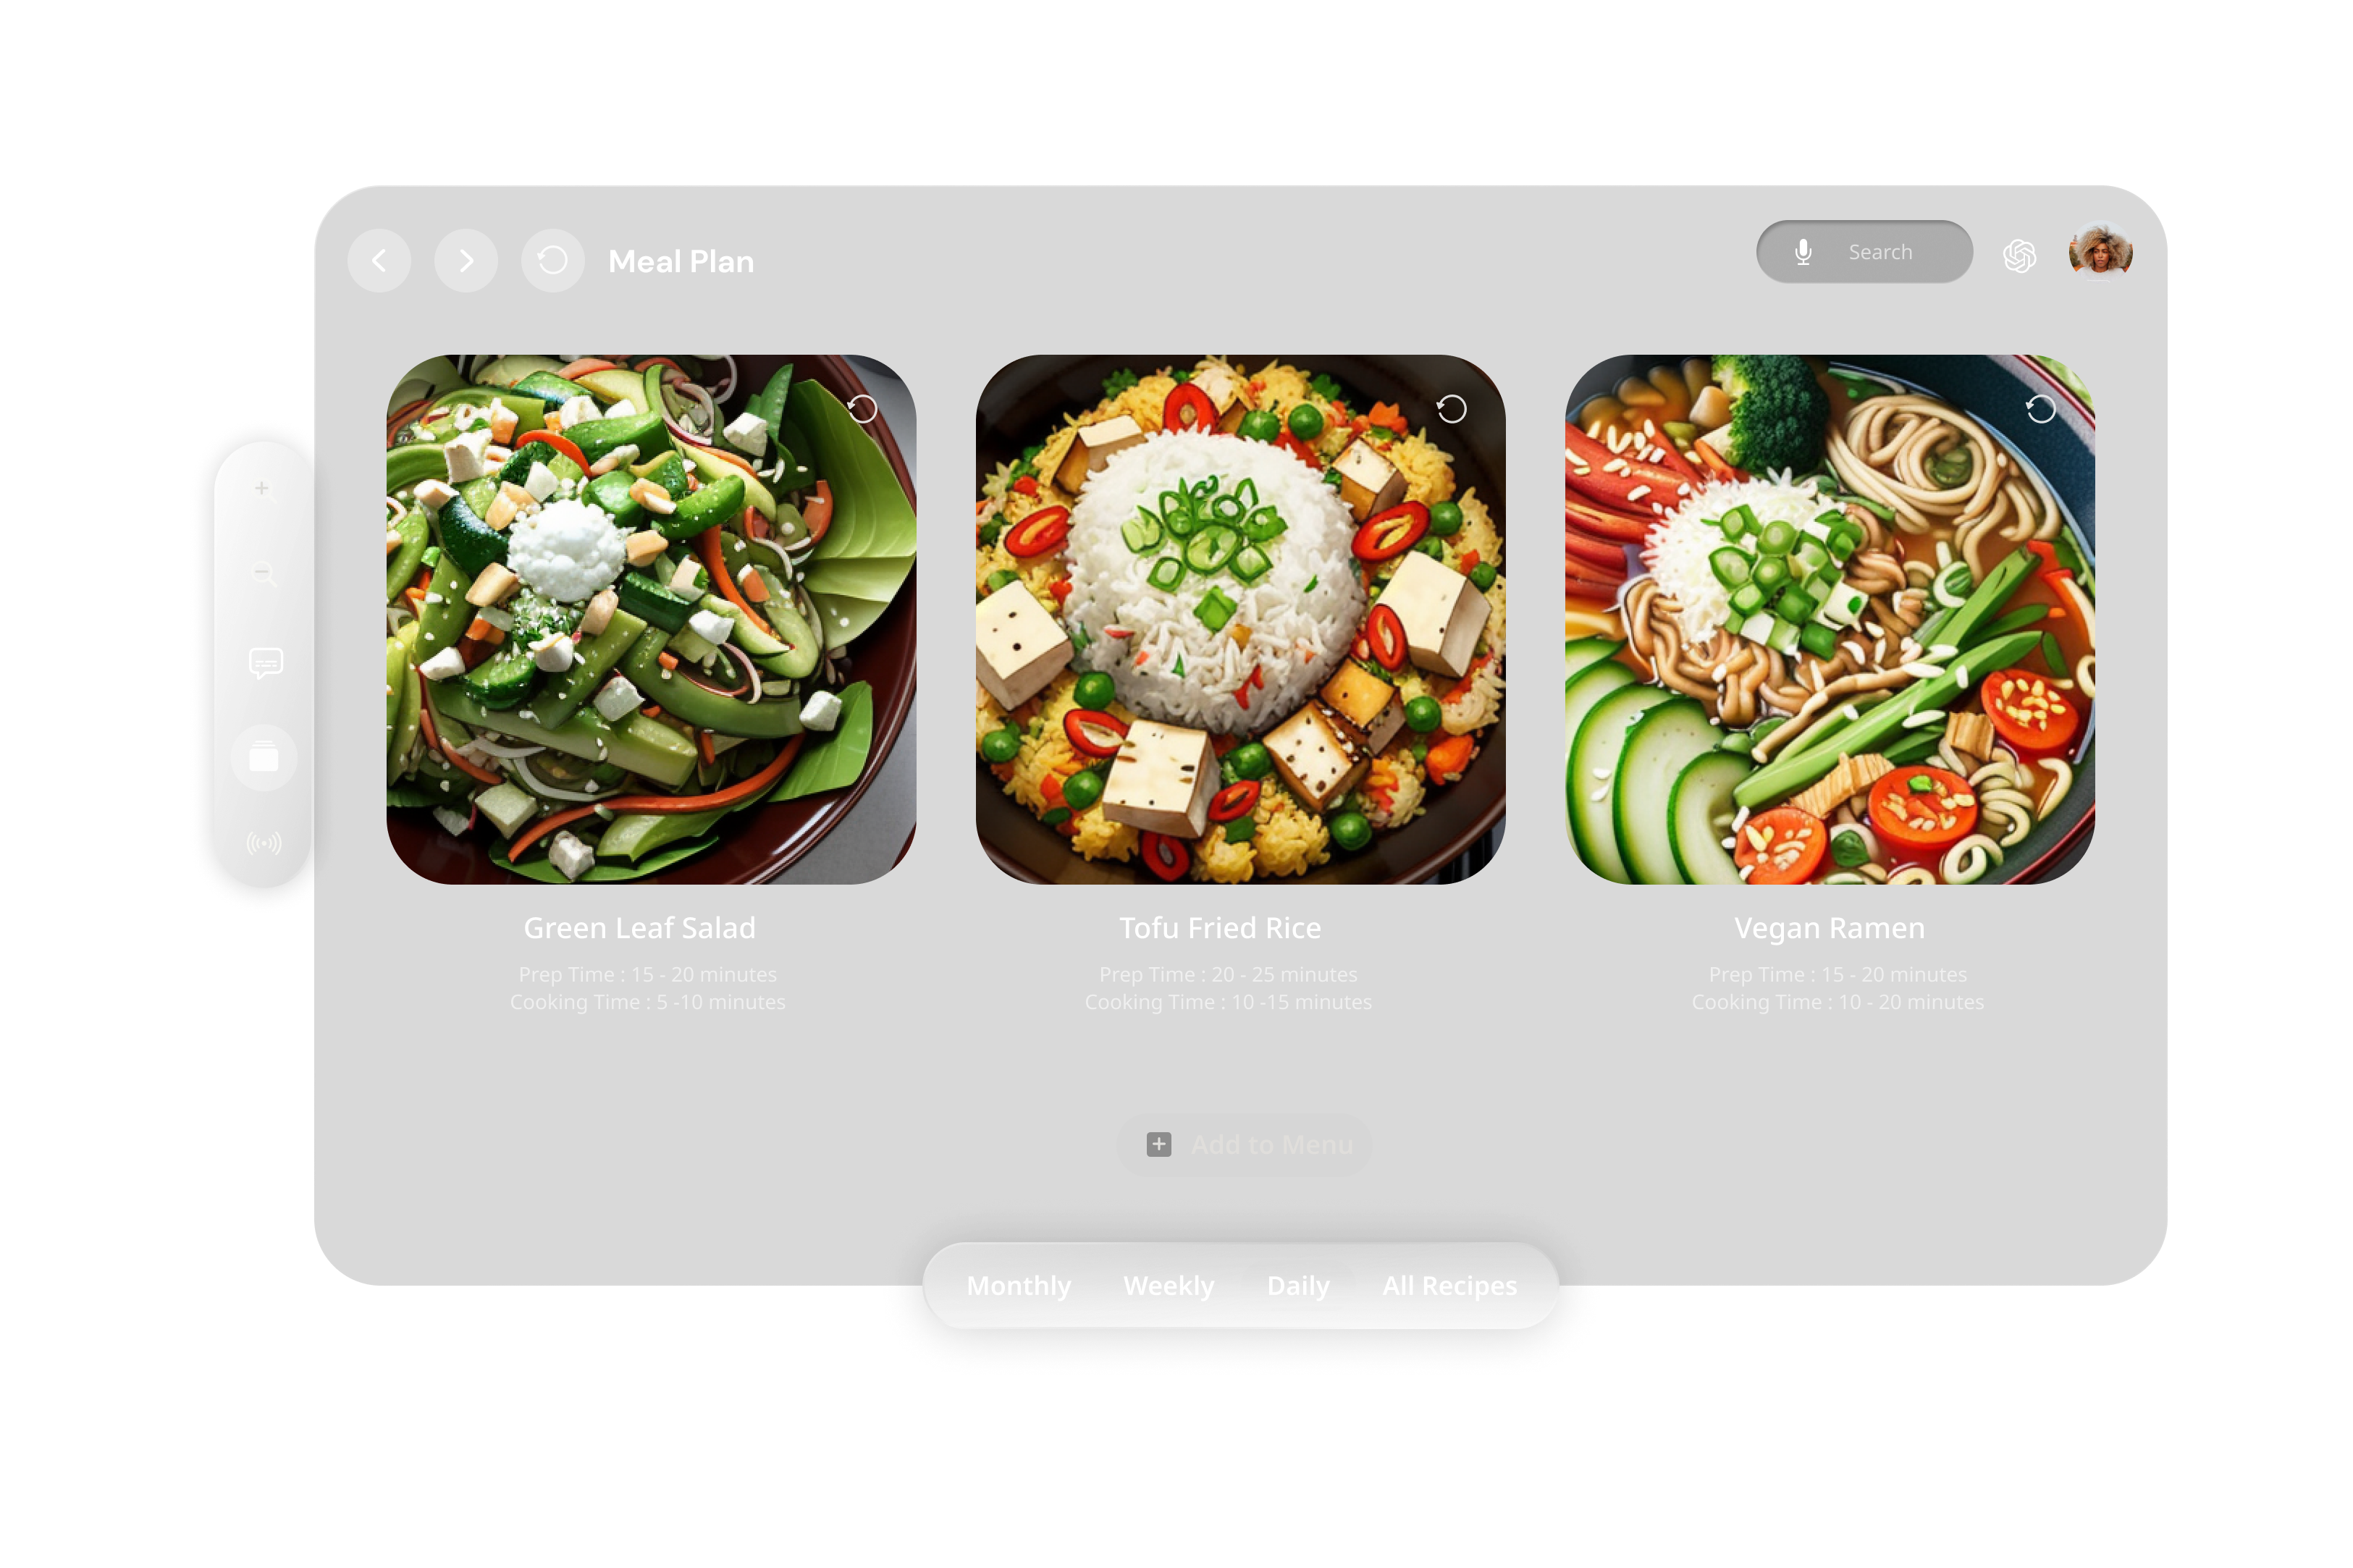 Meal Plan
Search
Green Leaf Salad
Prep Time : 15 - 20 minutes
Cooking Time : 5 -10 minutes
Tofu Fried Rice
Prep Time : 20 - 25 minutes
Cooking Time : 10 -15 minutes
Vegan Ramen
Prep Time : 15 - 20 minutes
Cooking Time : 10 - 20 minutes
Add to Menu
Monthly Weekly Daily All Recipes